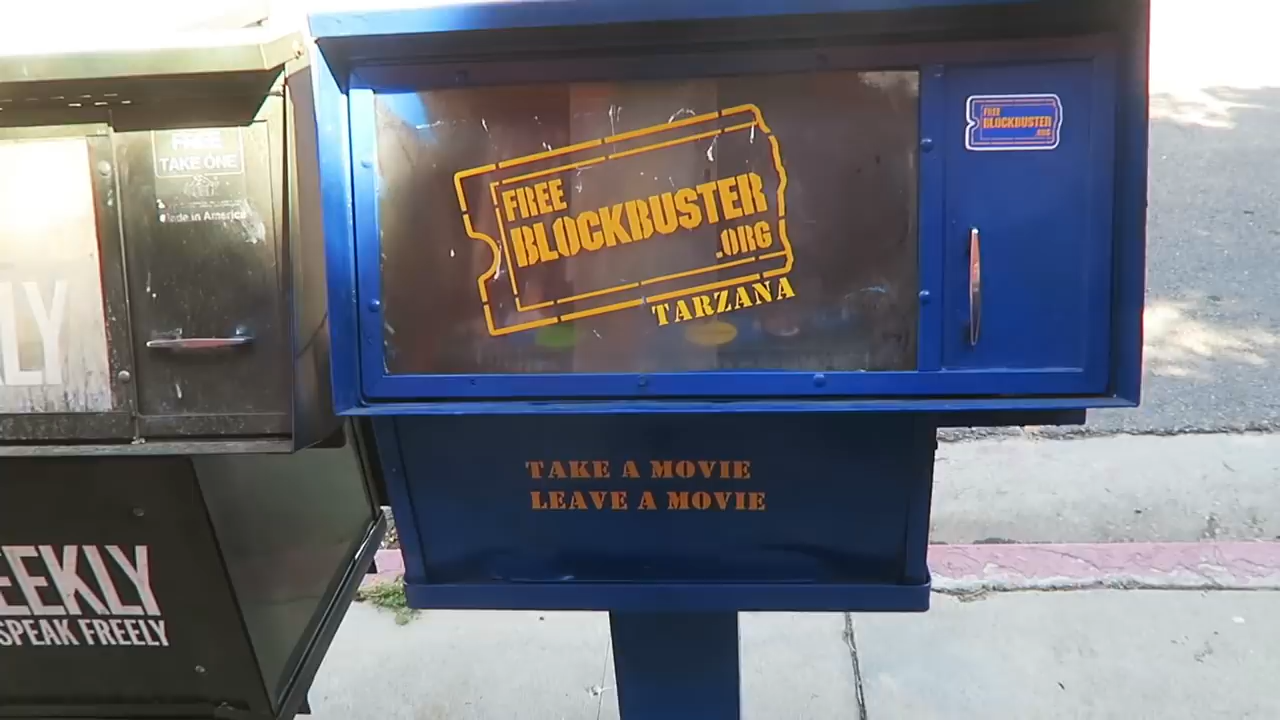 FREE
TAKE ONE
Made in America
LY
EEKLY
SPEAK FREELY
FREE
BLOCKBUSTER
.ORG
TARZANA
TAKE A MOVIE
LEAVE A MOVIE
FREE
BLOCKBUSTER
.ORG